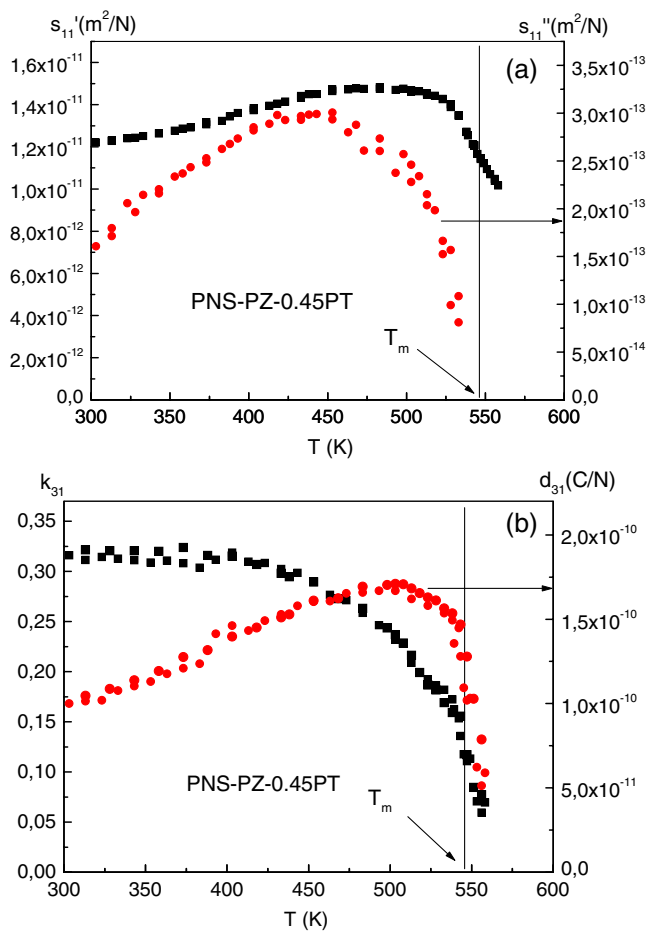 s11'(m²/N) s11''(m²/N)
(a)
1,6x10⁻¹¹
1,4x10⁻¹¹
1,2x10⁻¹¹
1,0x10⁻¹¹
8,0x10⁻¹²
6,0x10⁻¹²
4,0x10⁻¹²
2,0x10⁻¹²
0,0
3,5x10⁻¹³
3,0x10⁻¹³
2,5x10⁻¹³
2,0x10⁻¹³
1,5x10⁻¹³
1,0x10⁻¹³
5,0x10⁻¹⁴
0,0
PNS-PZ-0.45PT
Tm
300 350 400 450 500 550 600
T (K)
k31 d31(C/N)
(b)
0,35
0,30
0,25
0,20
0,15
0,10
0,05
0,00
2,0x10⁻¹⁰
1,5x10⁻¹⁰
1,0x10⁻¹⁰
5,0x10⁻¹¹
0,0
PNS-PZ-0.45PT
Tm
300 350 400 450 500 550 600
T (K)